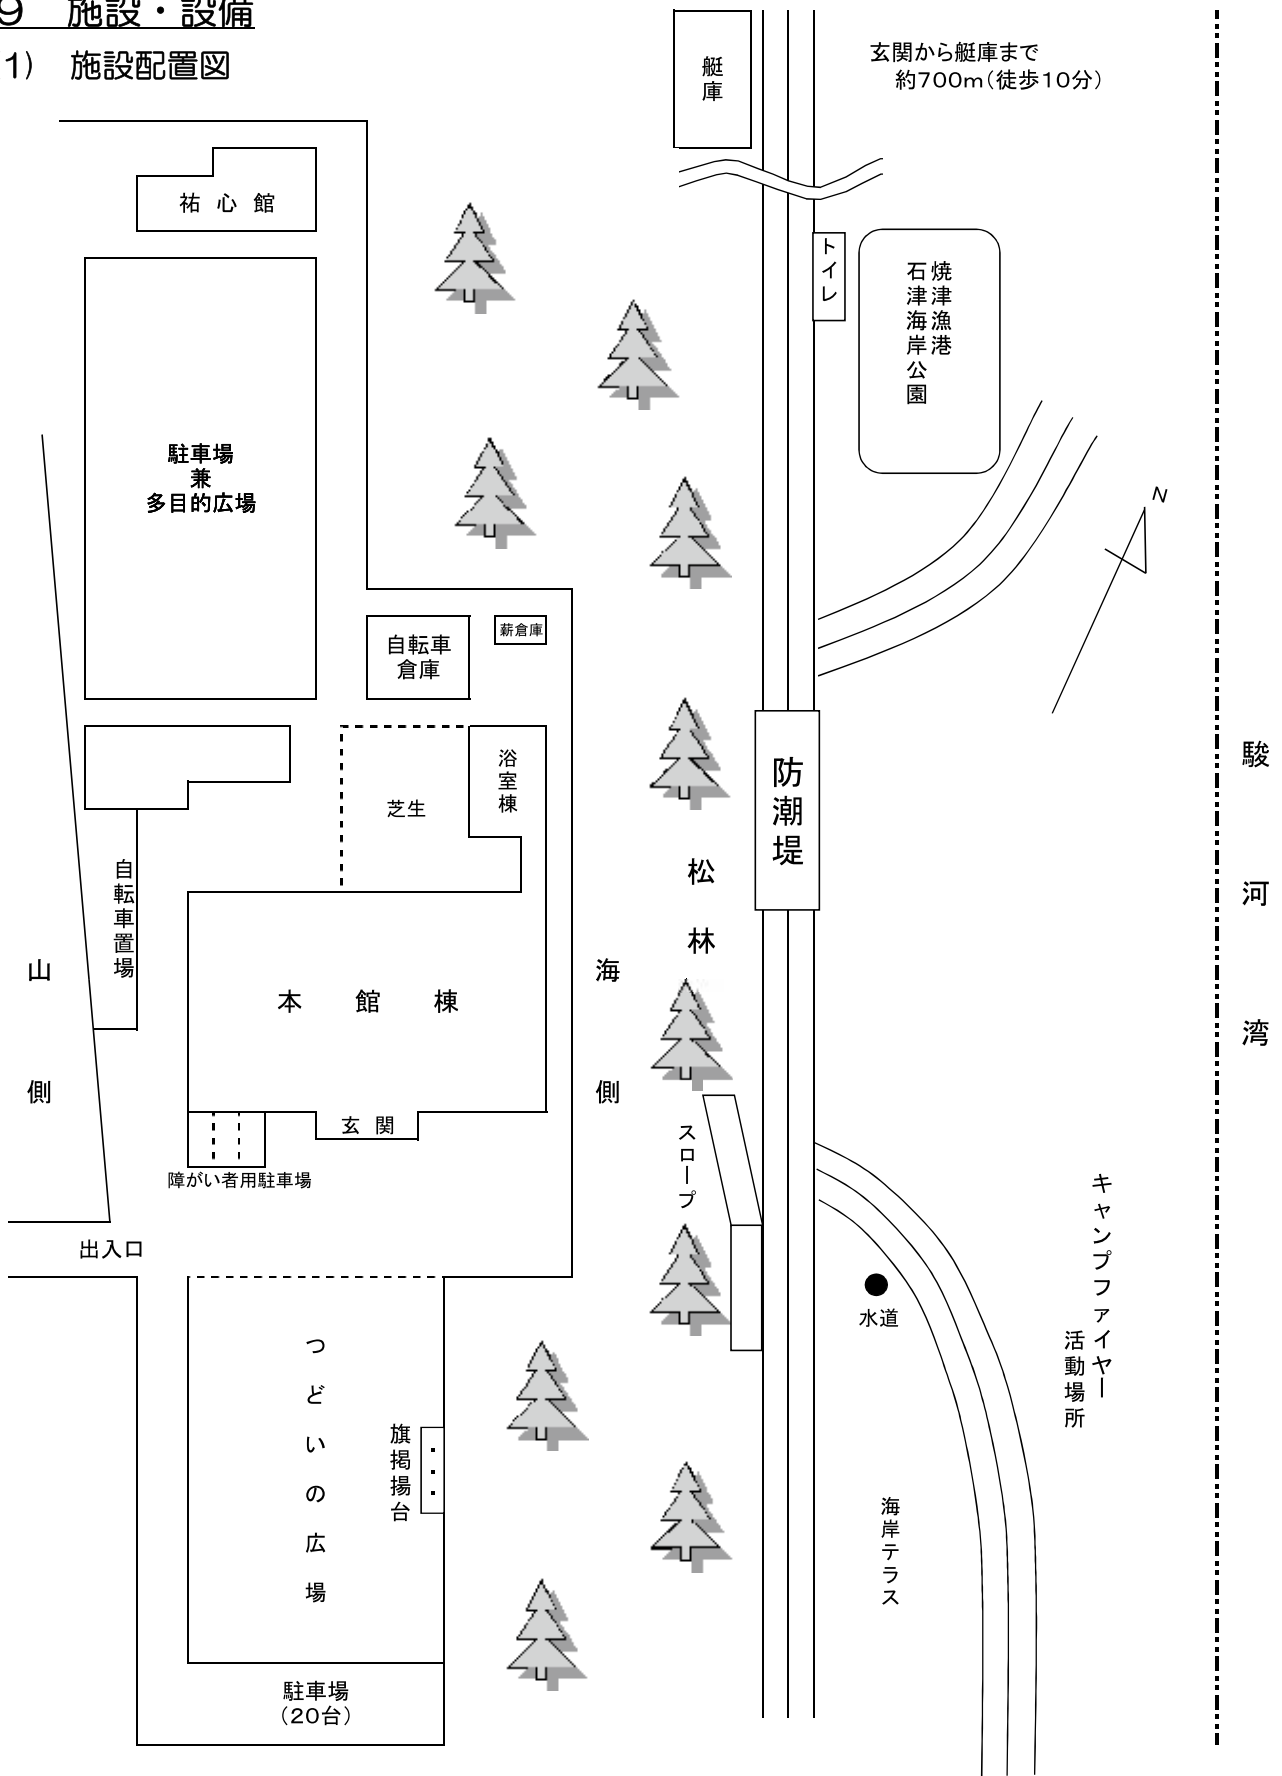 9　施設・設備
1)　施設配置図
艇庫
玄関から艇庫まで
約700m(徒歩10分)
祐心館
トイレ
焼津漁港
石津海岸公園
駐車場
兼
多目的広場
N
自転車
倉庫
薪倉庫
浴室棟
芝生
防潮堤
駿河湾
松林
自転車置場
山側
本館棟
海側
玄関
障がい者用駐車場
スロープ
キャンプファイヤー
活動場所
出入口
水道
つどいの広場
旗掲揚台
海岸テラス
駐車場
(20台)